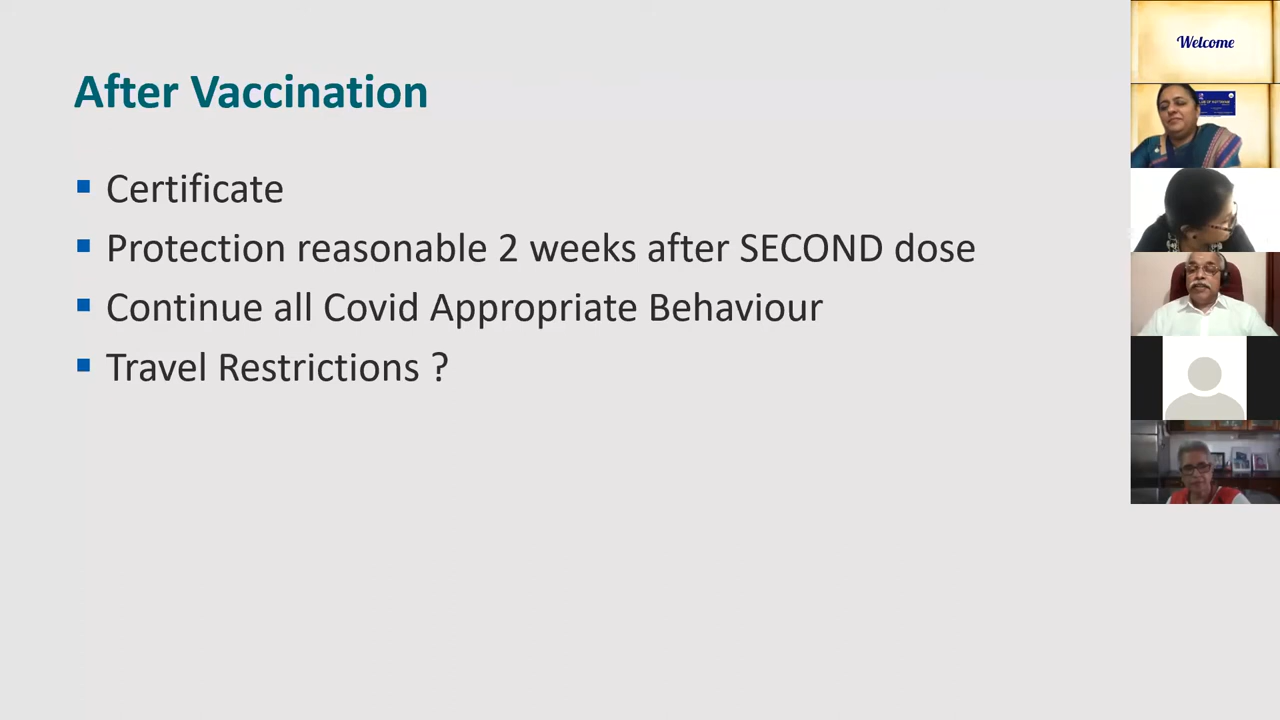 After Vaccination
Certificate
Protection reasonable 2 weeks after SECOND dose
Continue all Covid Appropriate Behaviour
Travel Restrictions ?
Welcome